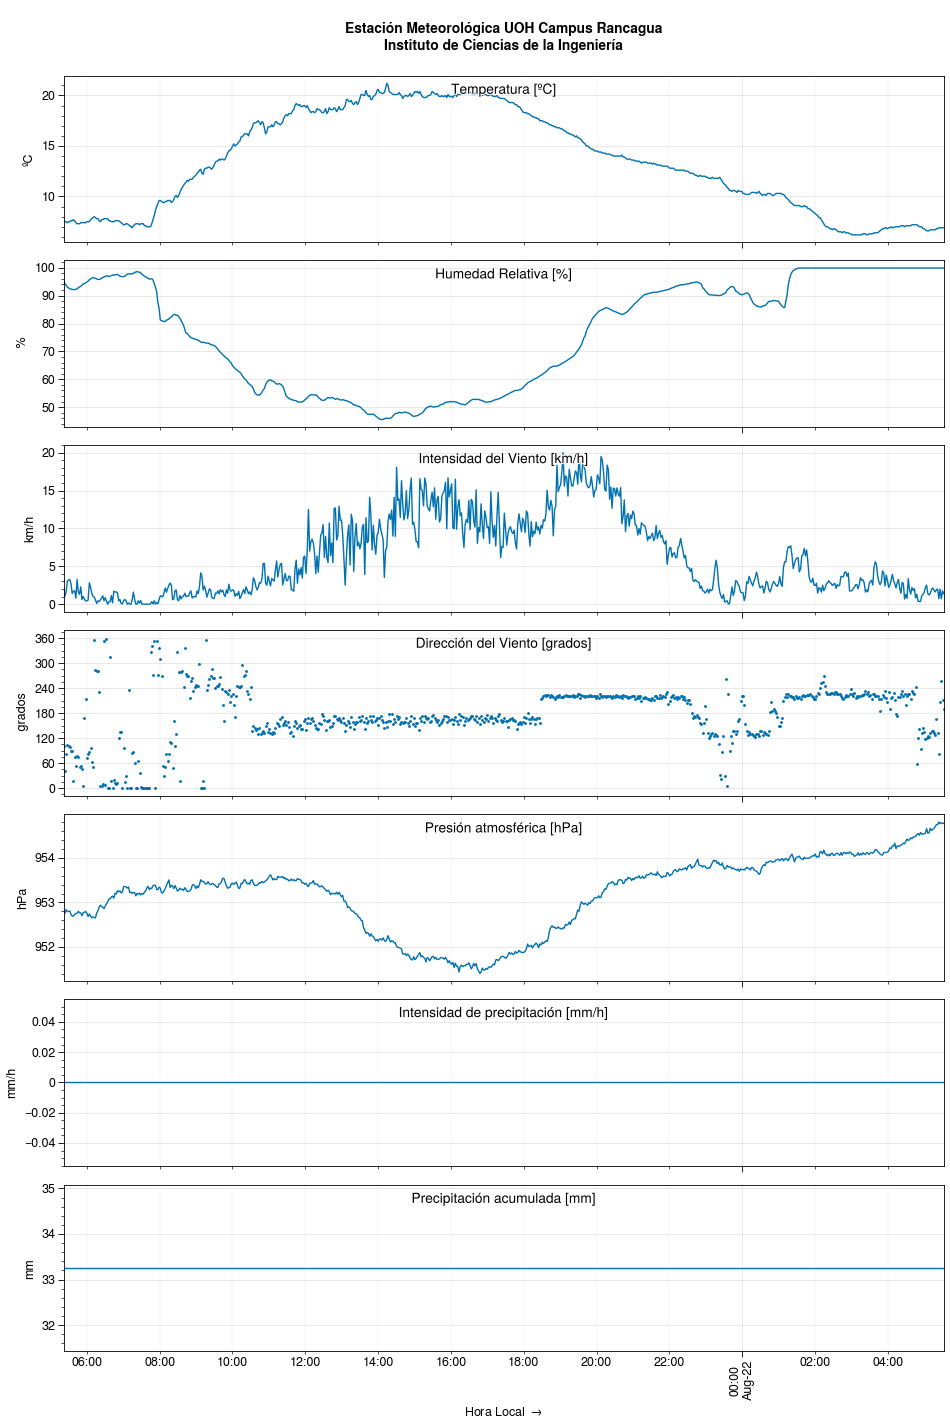 Estación Meteorológica UOH Campus Rancagua
Instituto de Ciencias de la Ingeniería
Temperatura [ºC]
20
15
10
ºC
Humedad Relativa [%]
100
90
80
70
60
50
%
Intensidad del Viento [km/h]
20
15
10
5
0
km/h
Dirección del Viento [grados]
360
300
240
180
120
60
0
grados
Presión atmosférica [hPa]
954
953
952
hPa
Intensidad de precipitación [mm/h]
0.04
0.02
0
−0.02
−0.04
mm/h
Precipitación acumulada [mm]
35
34
33
32
mm
06:00 08:00 10:00 12:00 14:00 16:00 18:00 20:00 22:00 00:00 02:00 04:00
Aug-22
Hora Local →